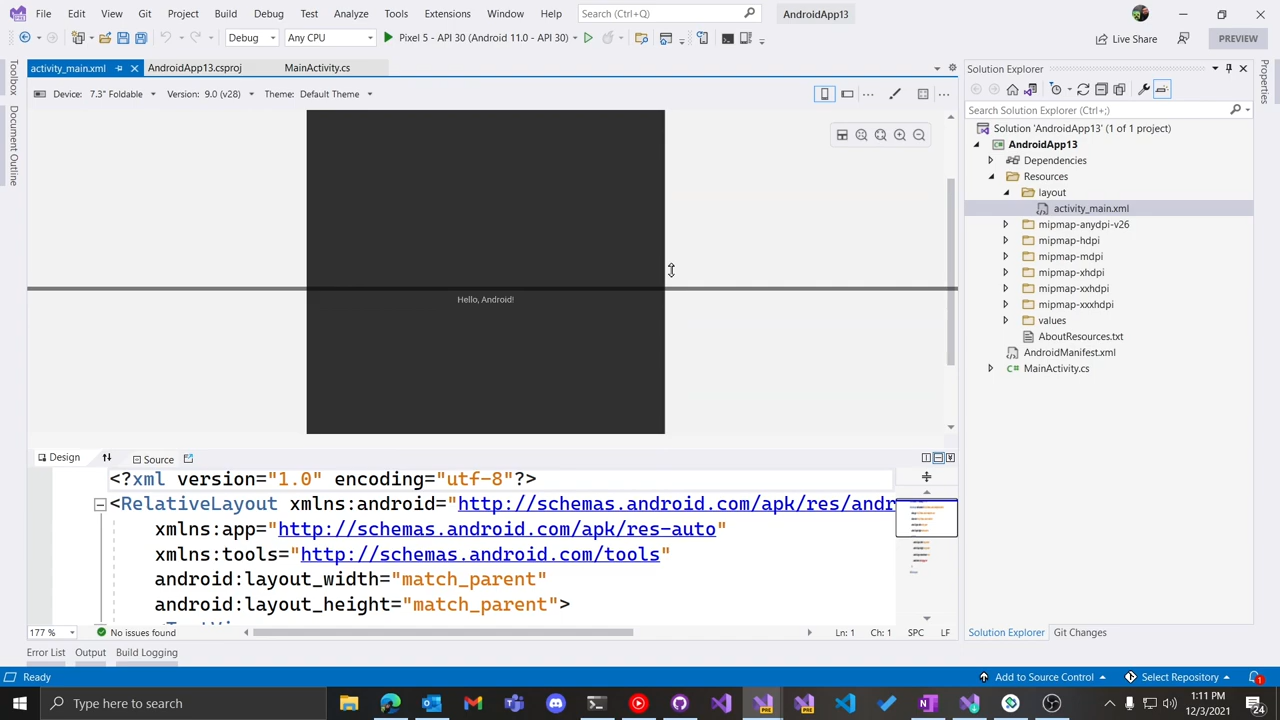 File Edit View Git Project Build Debug Test Analyze Tools Extensions Window Help Search (Ctrl+;) AndroidApp13
Debug Any CPU Pixel 5 - API 30 (Android 11.0 - API 30) Live Share PREVIEW
activity_main.xml AndroidApp13.csproj MainActivity.cs
Device: 7.3" Foldable Version: 9.0 (v28) Theme: Default Theme
Toolbox
Document Outline
Hello, Android!
Design Source
<?xml version="1.0" encoding="utf-8"?>
<RelativeLayout xmlns:android="http://schemas.android.com/apk/res/andr
xmlns:app="http://schemas.android.com/apk/res-auto"
xmlns:tools="http://schemas.android.com/tools"
android:layout_width="match_parent"
android:layout_height="match_parent">
177 % No issues found Ln: 1 Ch: 1 SPC LF
Error List Output Build Logging
Solution Explorer
Search Solution Explorer (Ctrl+;)
Solution 'AndroidApp13' (1 of 1 project)
AndroidApp13
Dependencies
Resources
layout
activity_main.xml
mipmap-anydpi-v26
mipmap-hdpi
mipmap-mdpi
mipmap-xhdpi
mipmap-xxhdpi
mipmap-xxxhdpi
values
AboutResources.txt
AndroidManifest.xml
MainActivity.cs
Solution Explorer Git Changes
Properties
Ready Add to Source Control Select Repository 1
Type here to search
1:11 PM
12/3/2021
24